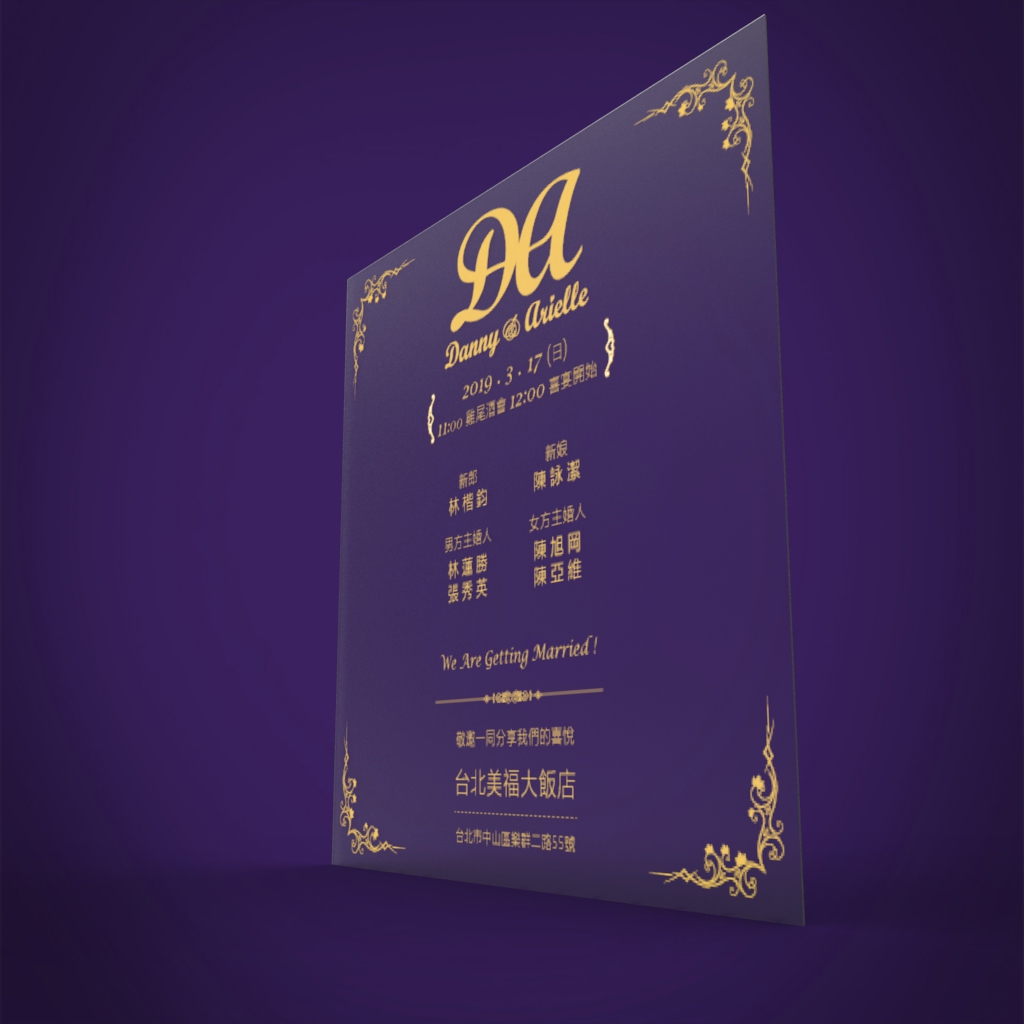 DA
Danny & Arielle
2019 . 3 . 17 (日)
11:00 雞尾酒會 12:00 喜宴開始
新郎
林楷鈞
新娘
陳詠潔
男方主婚人
林蓮勝
張秀英
女方主婚人
陳旭岡
陳亞維
We Are Getting Married !
敬邀一同分享我們的喜悅
台北美福大飯店
台北市中山區樂群二路55號